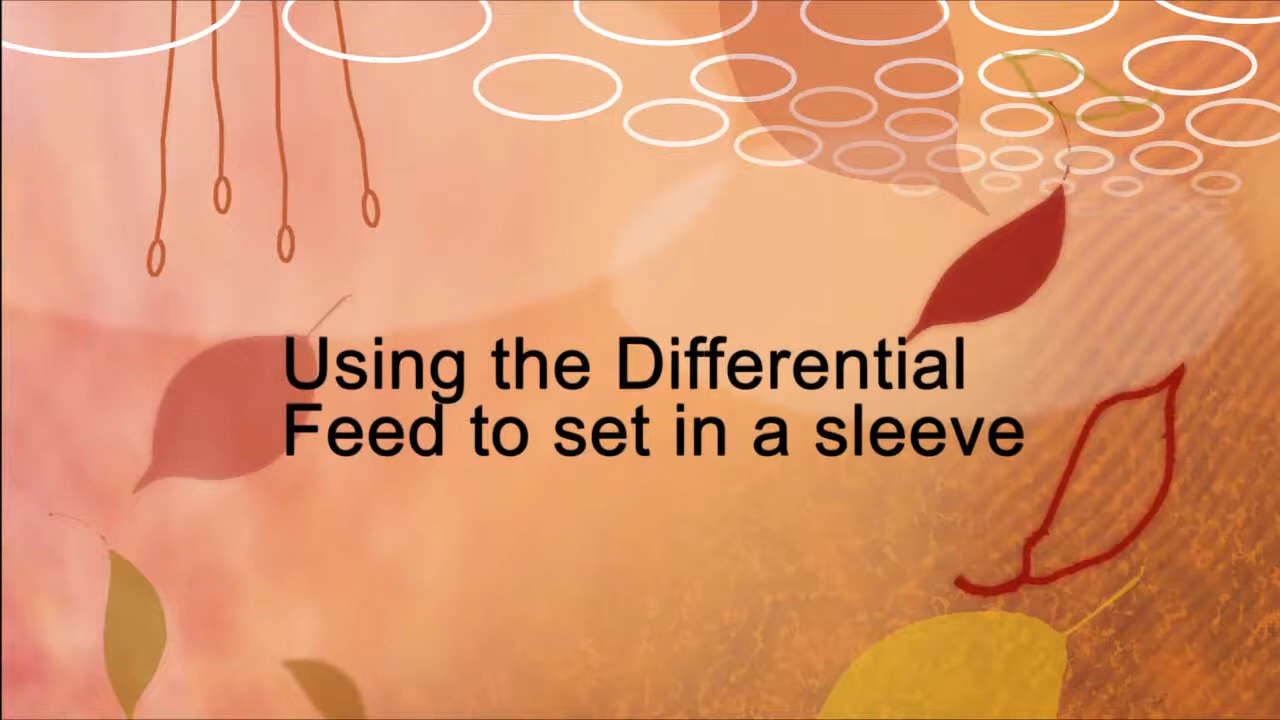 Using the Differential
Feed to set in a sleeve